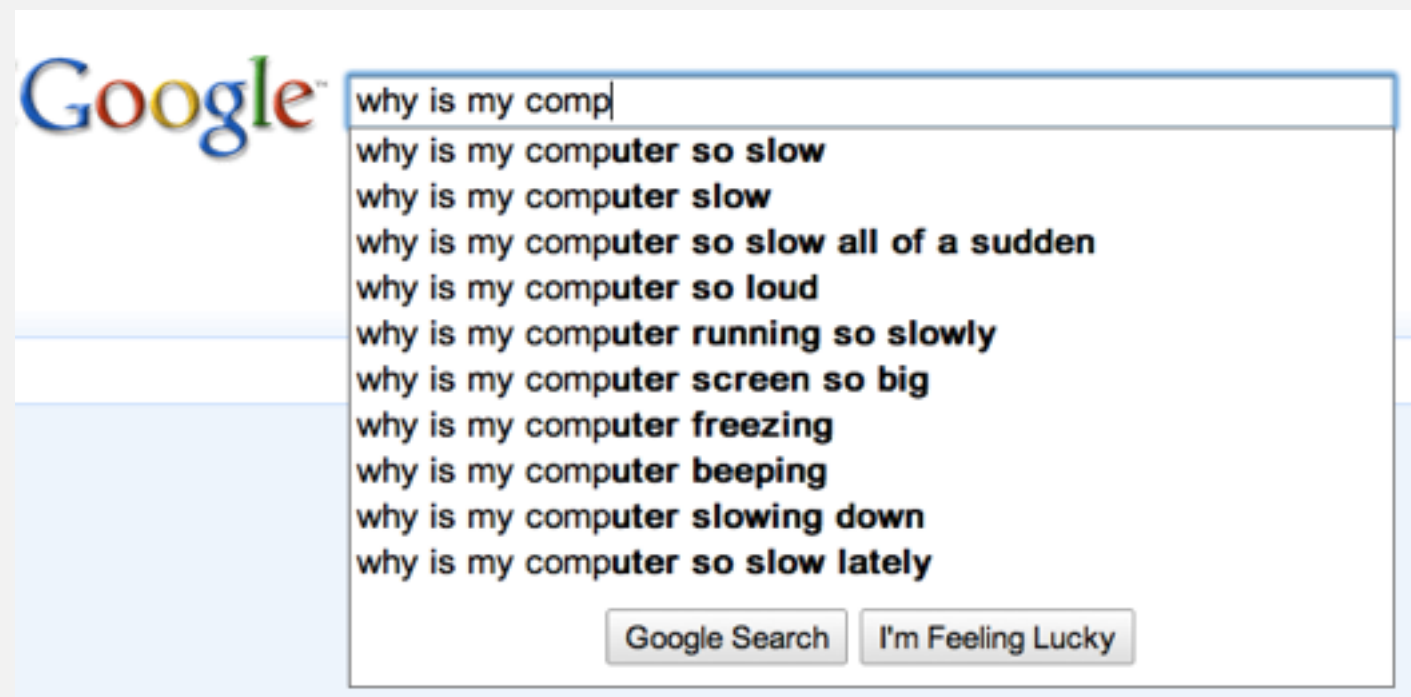 Google™
why is my comp
why is my computer so slow
why is my computer slow
why is my computer so slow all of a sudden
why is my computer so loud
why is my computer running so slowly
why is my computer screen so big
why is my computer freezing
why is my computer beeping
why is my computer slowing down
why is my computer so slow lately
Google Search I'm Feeling Lucky